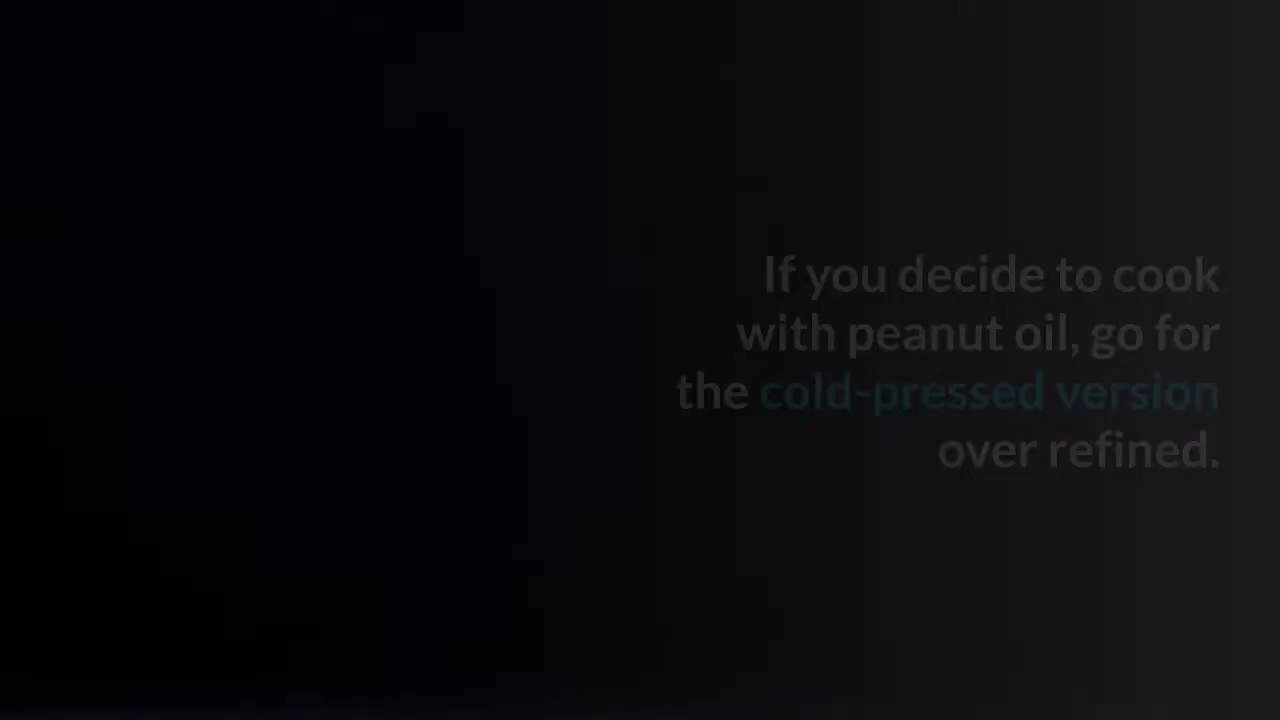 If you decide to cook
with peanut oil, go for
the cold-pressed version
over refined.